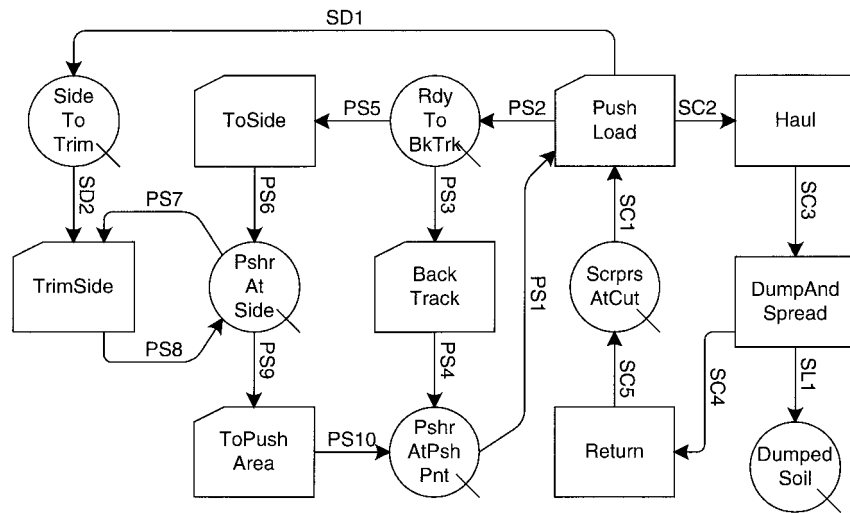 SD1
Side
To
Trim
ToSide
PS5
Rdy
To
BkTrk
PS2
Push
Load
SC2
Haul
SD2
PS7
PS6
PS3
SC1
SC3
TrimSide
Pshr
At
Side
Back
Track
PS1
Scrprs
AtCut
DumpAnd
Spread
PS8
PS9
PS4
SC5
SC4
SL1
ToPush
Area
PS10
Pshr
AtPsh
Pnt
Return
Dumped
Soil